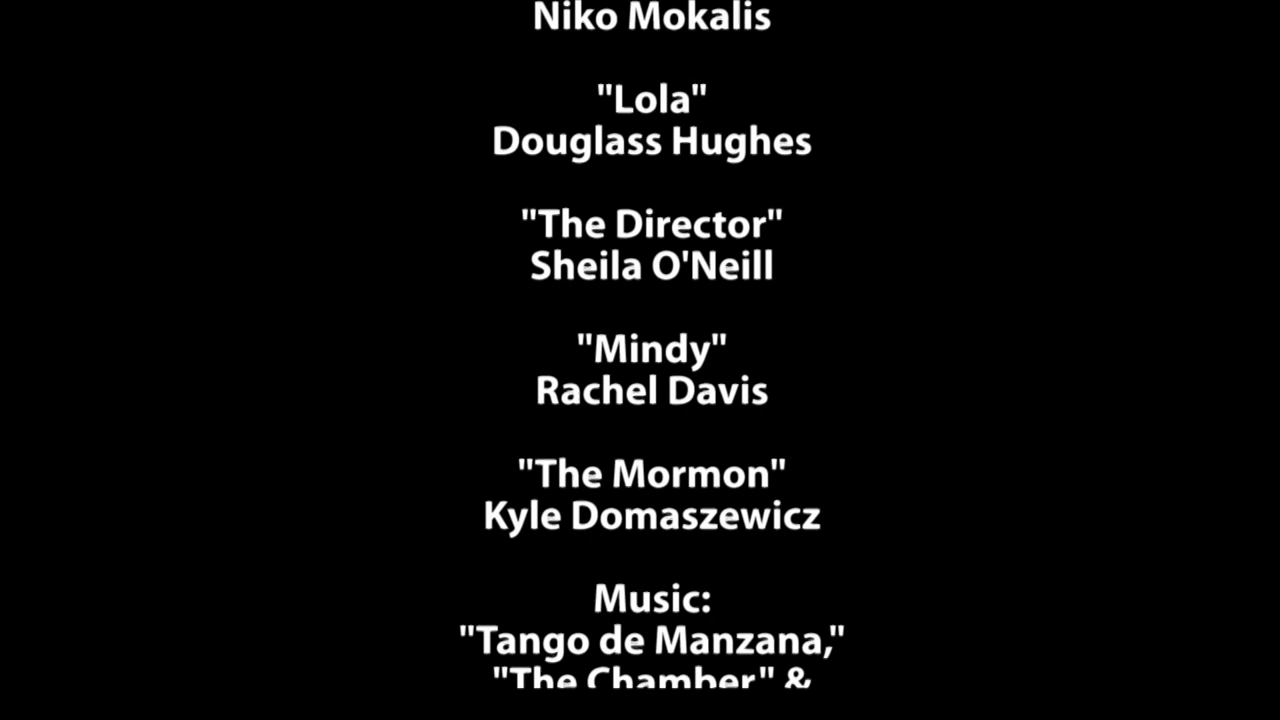 Niko Mokalis
"Lola"
Douglass Hughes
"The Director"
Sheila O'Neill
"Mindy"
Rachel Davis
"The Mormon"
Kyle Domaszewicz
Music:
"Tango de Manzana,"
"The Chamber" &